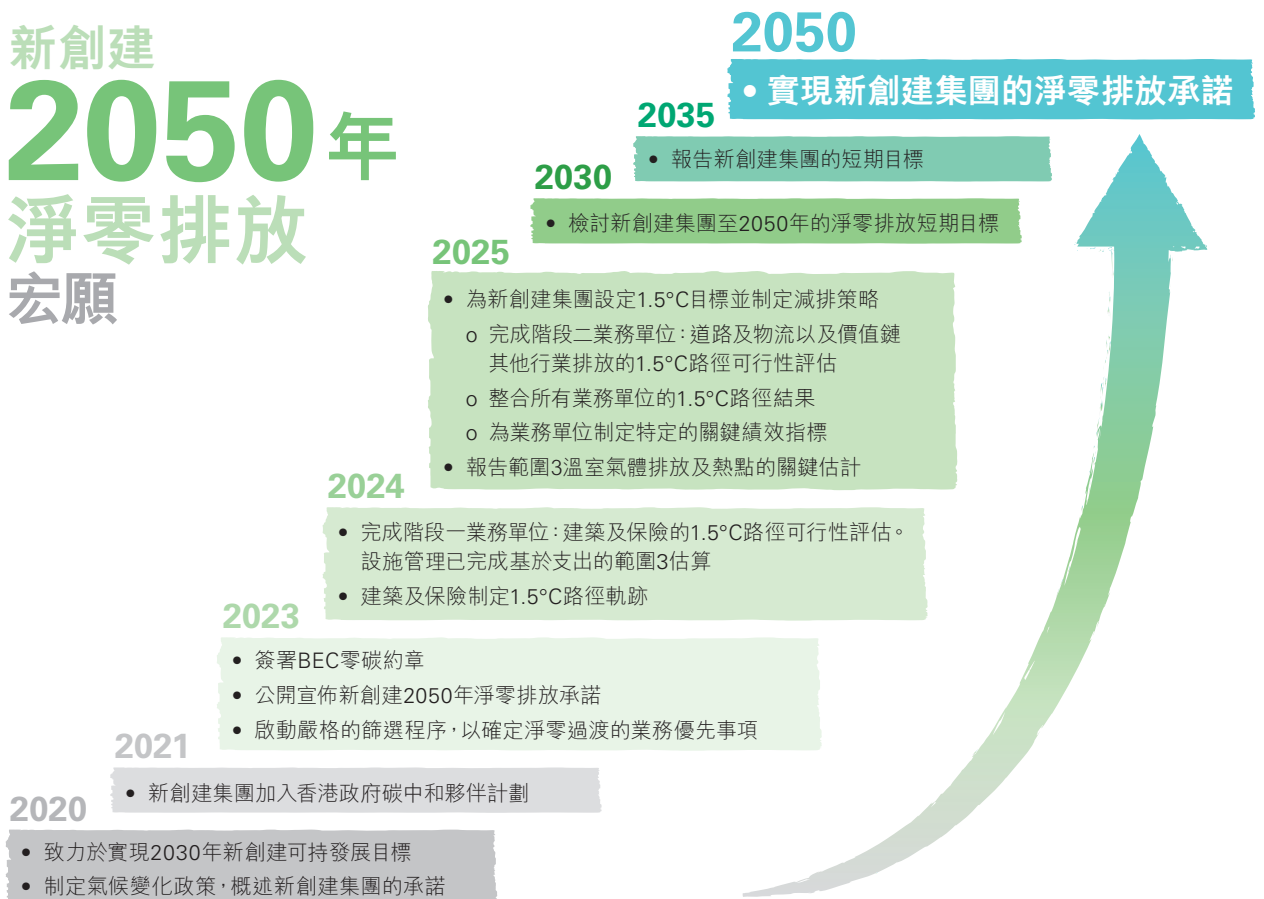 新創建
2050年
淨零排放
宏願
2050
• 實現新創建集團的淨零排放承諾
2035
• 報告新創建集團的短期目標
2030
• 檢討新創建集團至2050年的淨零排放短期目標
2025
• 為新創建集團設定1.5°C目標並制定減排策略
o 完成階段二業務單位：道路及物流以及價值鏈
其他行業排放的1.5°C路徑可行性評估
o 整合所有業務單位的1.5°C路徑結果
o 為業務單位制定特定的關鍵績效指標
• 報告範圍3溫室氣體排放及熱點的關鍵估計
2024
• 完成階段一業務單位：建築及保險的1.5°C路徑可行性評估。
設施管理已完成基於支出的範圍3估算
• 建築及保險制定1.5°C路徑軌跡
2023
• 簽署BEC零碳約章
• 公開宣佈新創建2050年淨零排放承諾
• 啟動嚴格的篩選程序，以確定淨零過渡的業務優先事項
2021
• 新創建集團加入香港政府碳中和夥伴計劃
2020
• 致力於實現2030年新創建可持發展目標
• 制定氣候變化政策，概述新創建集團的承諾